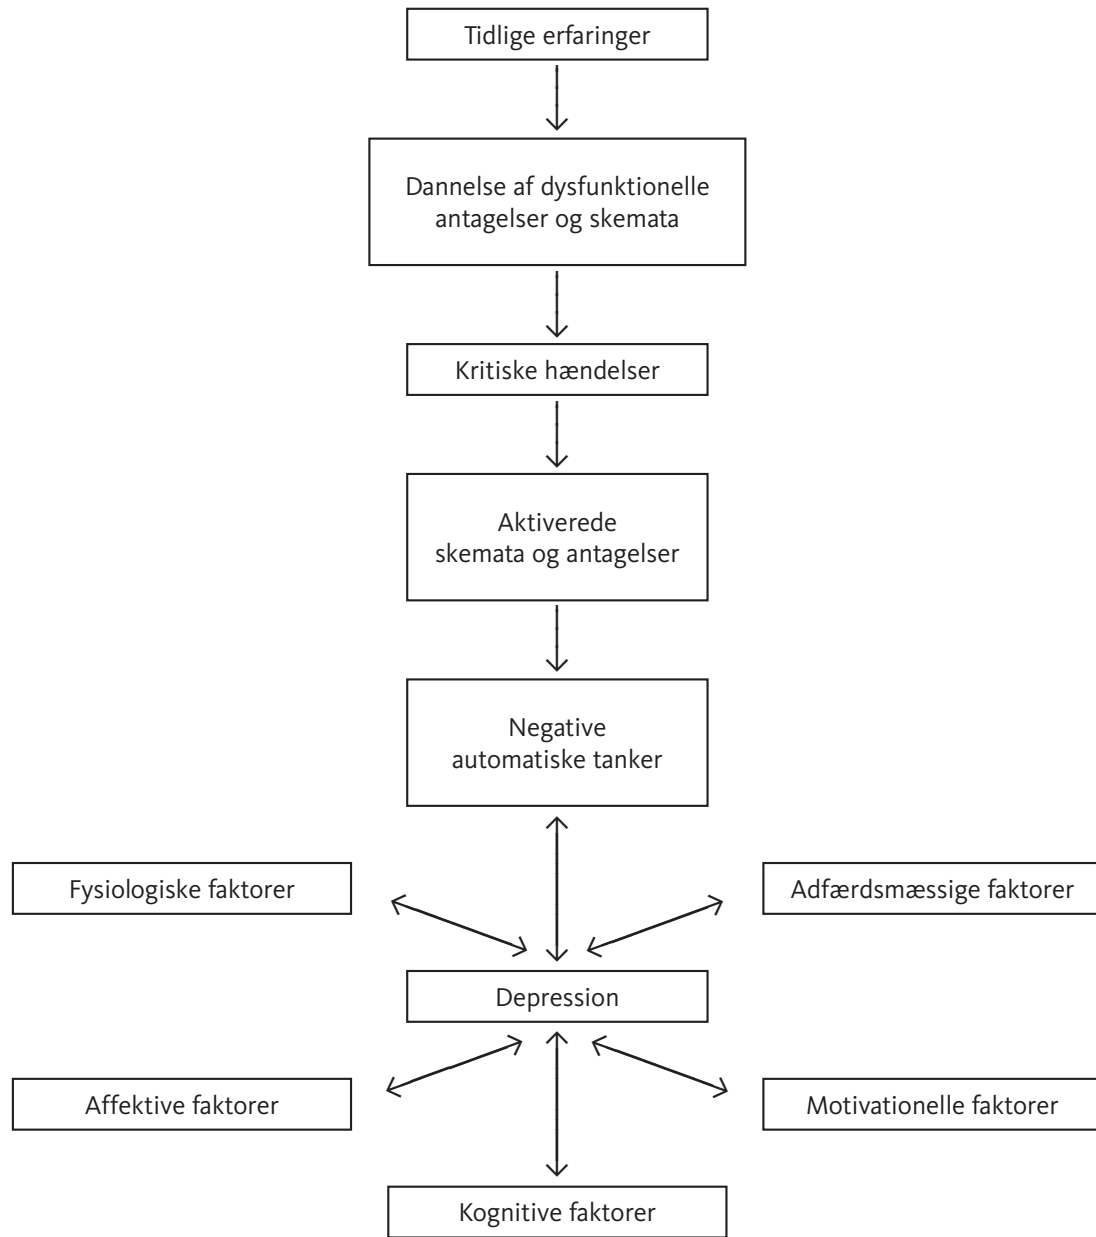 Tidlige erfaringer
Dannelse af dysfunktionelle
antagelser og skemata
Kritiske hændelser
Aktiverede
skemata og antagelser
Negative
automatiske tanker
Fysiologiske faktorer
Adfærdsmæssige faktorer
Depression
Affektive faktorer
Motivationelle faktorer
Kognitive faktorer